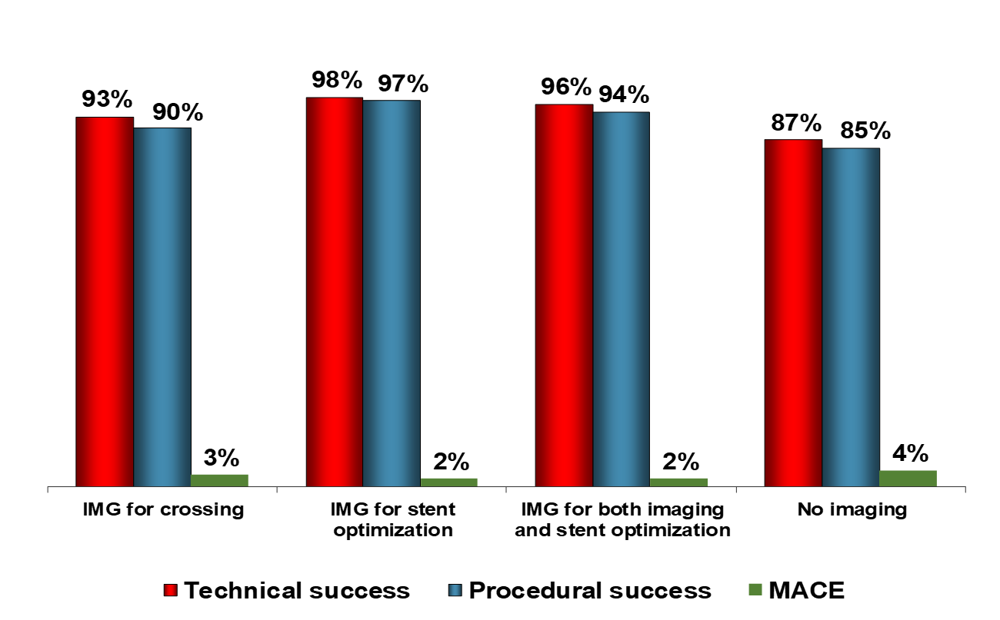 93%
90%
3%
98%
97%
2%
96%
94%
2%
87%
85%
4%
IMG for crossing
IMG for stent
optimization
IMG for both imaging
and stent optimization
No imaging
Technical success
Procedural success
MACE